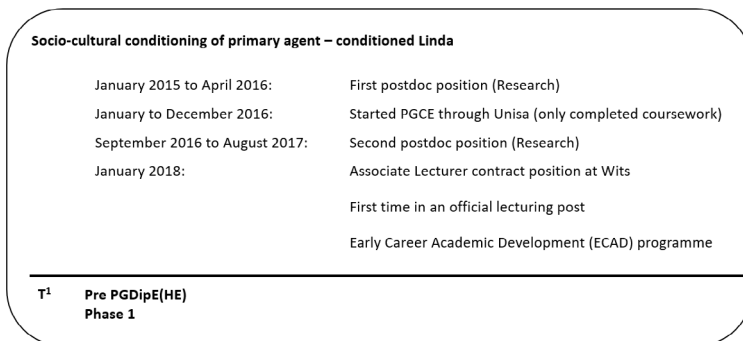 Socio-cultural conditioning of primary agent – conditioned Linda
January 2015 to April 2016: First postdoc position (Research)
January to December 2016: Started PGCE through Unisa (only completed coursework)
September 2016 to August 2017: Second postdoc position (Research)
January 2018: Associate Lecturer contract position at Wits
First time in an official lecturing post
Early Career Academic Development (ECAD) programme
T¹ Pre PGDipE(HE)
Phase 1